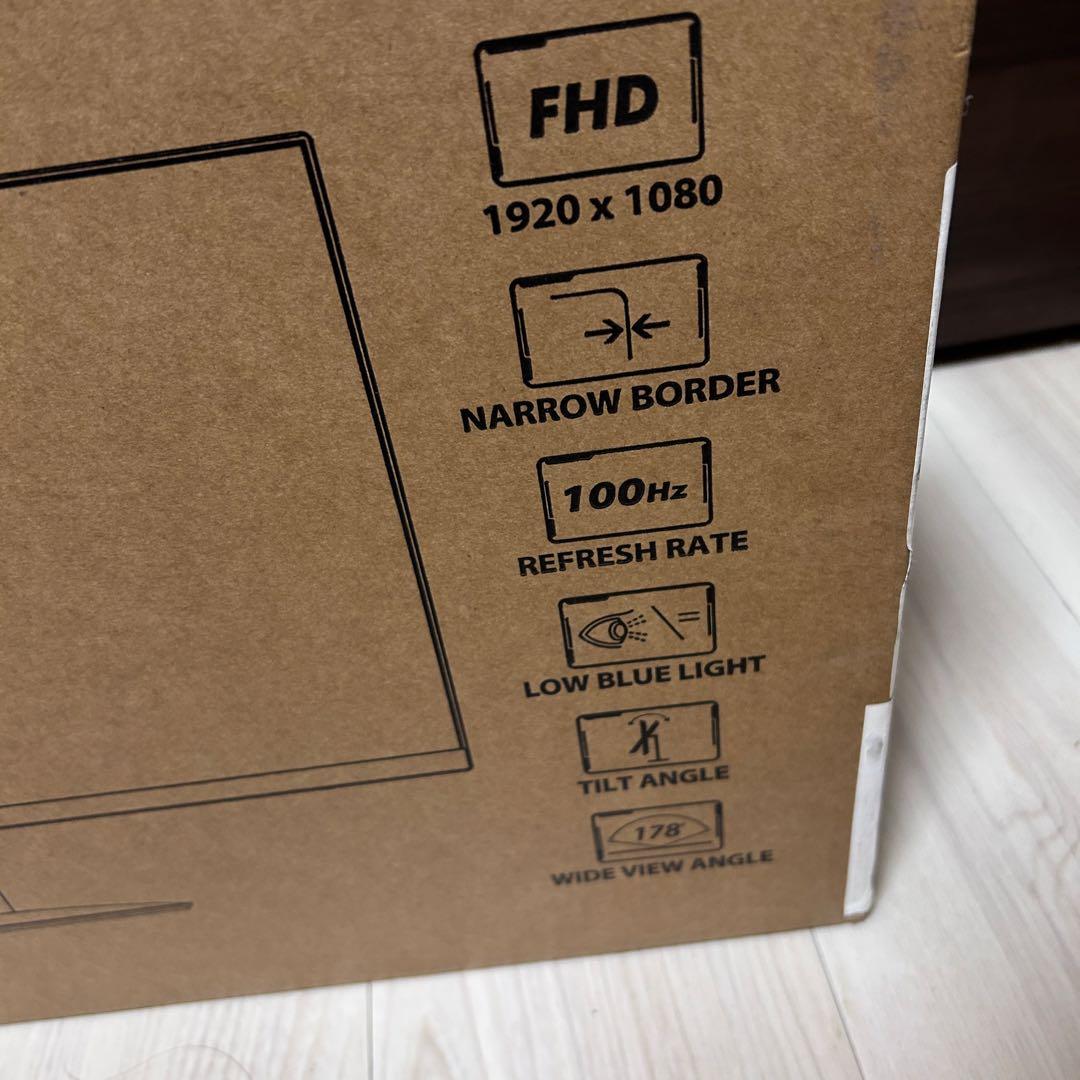 FHD
1920 x 1080
NARROW BORDER
100Hz
REFRESH RATE
LOW BLUE LIGHT
TILT ANGLE
178°
WIDE VIEW ANGLE